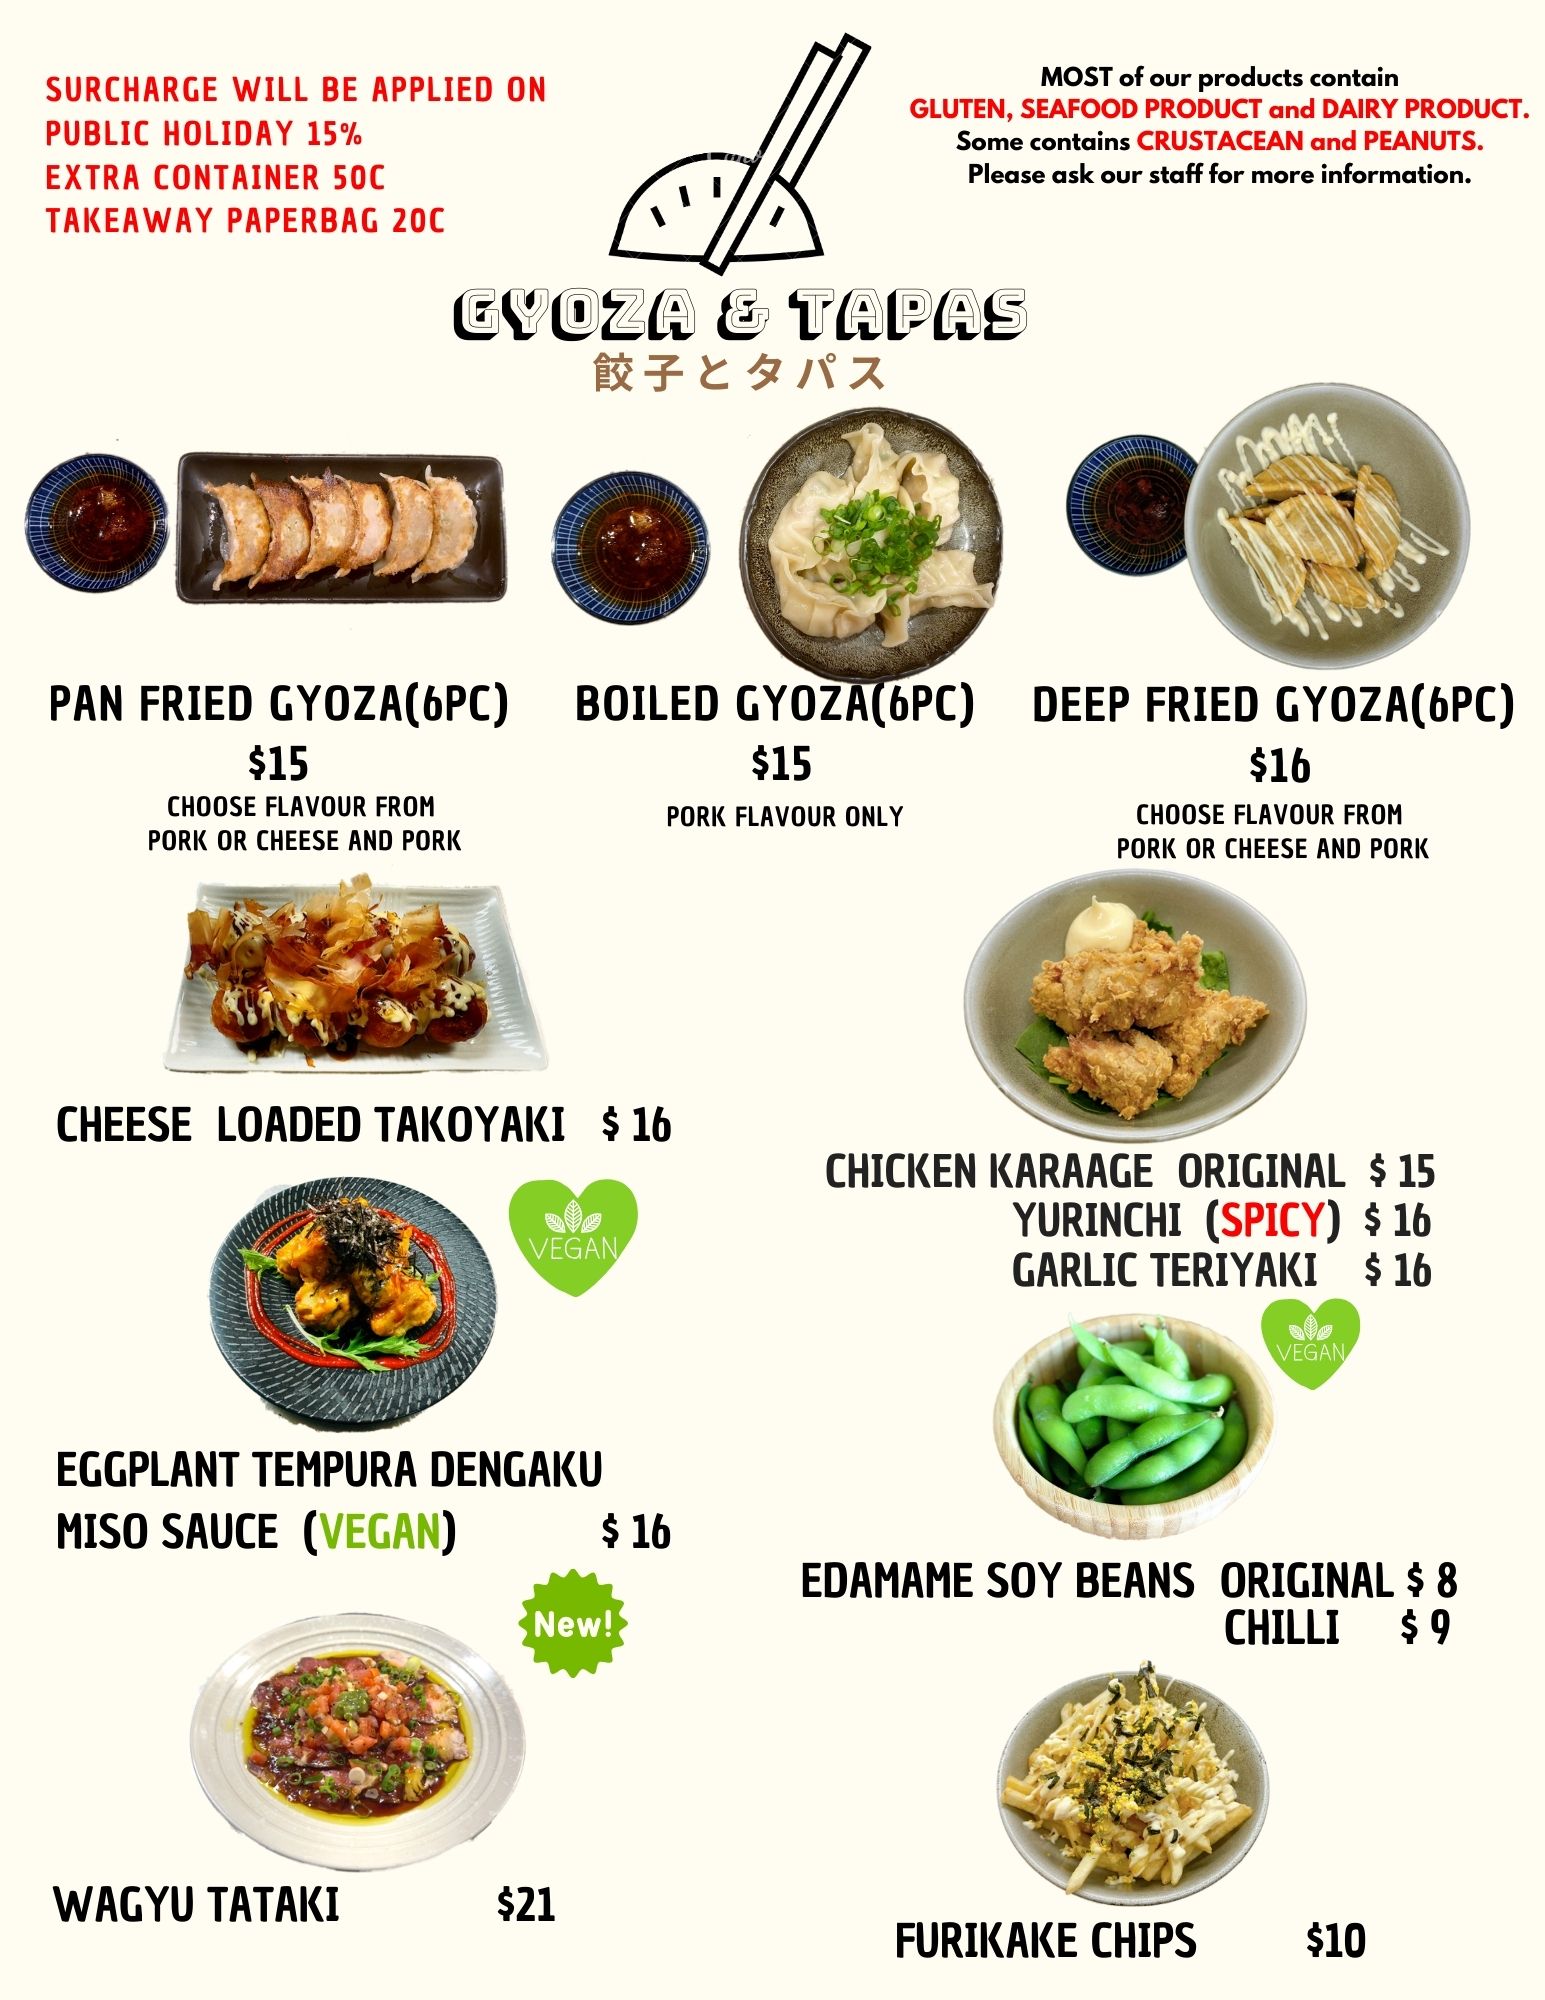 SURCHARGE WILL BE APPLIED ON
PUBLIC HOLIDAY 15%
EXTRA CONTAINER 50C
TAKEAWAY PAPERBAG 20C
MOST of our products contain
GLUTEN, SEAFOOD PRODUCT and DAIRY PRODUCT.
Some contains CRUSTACEAN and PEANUTS.
Please ask our staff for more information.
GYOZA & TAPAS
餃子とタパス
PAN FRIED GYOZA(6PC)
$15
CHOOSE FLAVOUR FROM
PORK OR CHEESE AND PORK
BOILED GYOZA(6PC)
$15
PORK FLAVOUR ONLY
DEEP FRIED GYOZA(6PC)
$16
CHOOSE FLAVOUR FROM
PORK OR CHEESE AND PORK
CHEESE LOADED TAKOYAKI $ 16
CHICKEN KARAAGE ORIGINAL $ 15
YURINCHI (SPICY) $ 16
GARLIC TERIYAKI $ 16
VEGAN
EGGPLANT TEMPURA DENGAKU
MISO SAUCE (VEGAN) $ 16
VEGAN
EDAMAME SOY BEANS ORIGINAL $ 8
CHILLI $ 9
New!
WAGYU TATAKI $21
FURIKAKE CHIPS $10